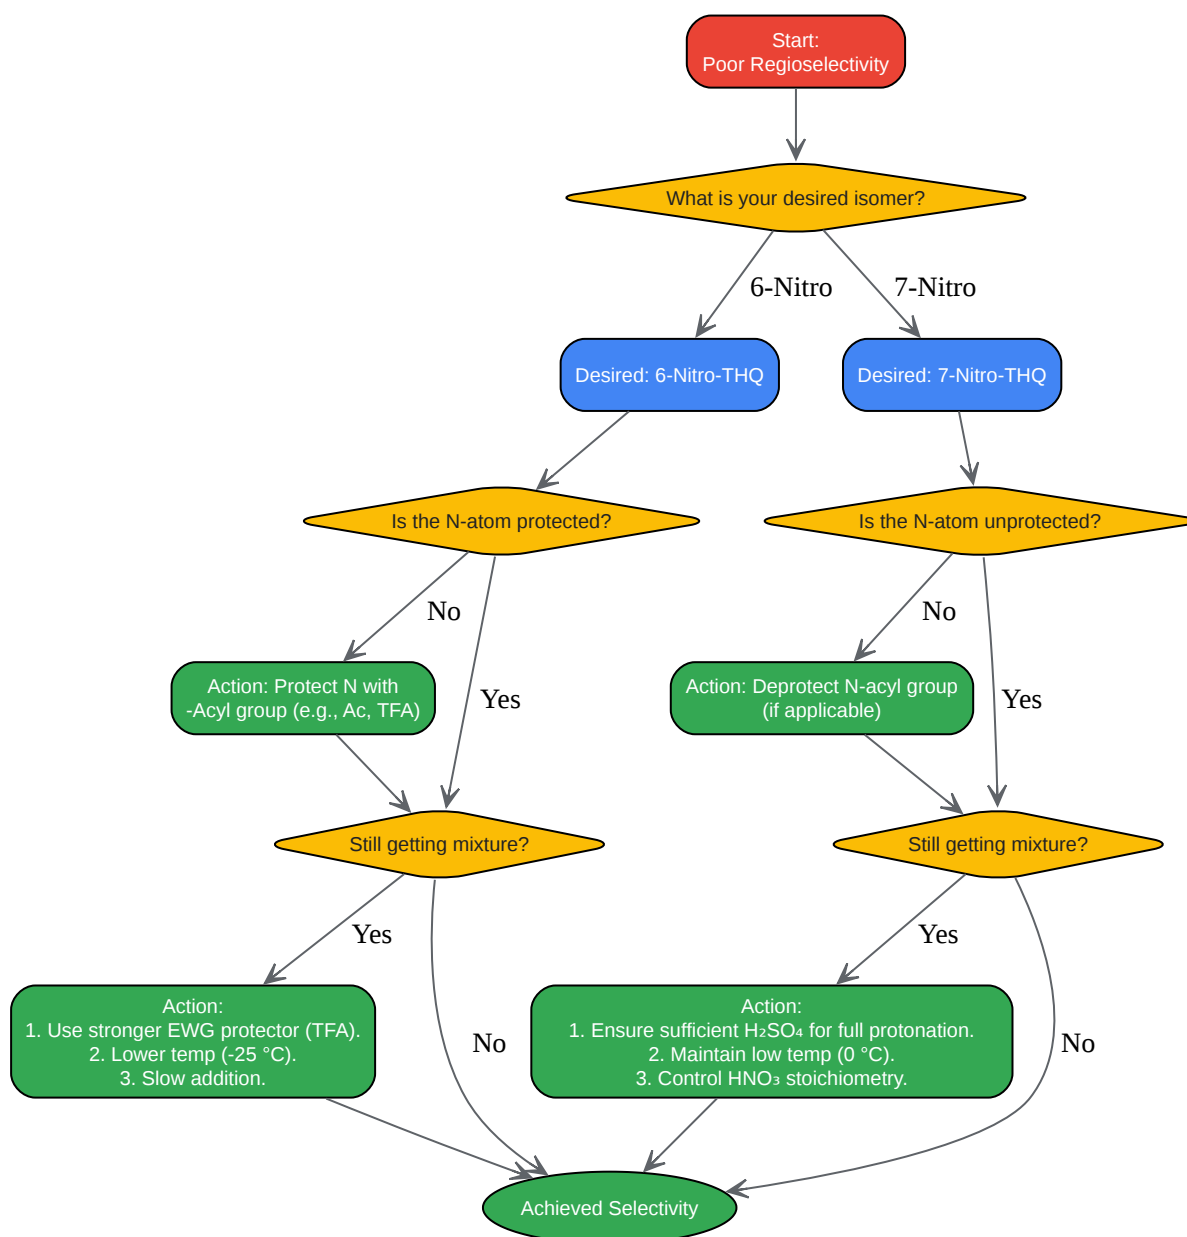 Start:
Poor Regioselectivity
What is your desired isomer?
6-Nitro
7-Nitro
Desired: 6-Nitro-THQ
Desired: 7-Nitro-THQ
Is the N-atom protected?
Is the N-atom unprotected?
No
No
Action: Protect N with
-Acyl group (e.g., Ac, TFA)
Yes
Action: Deprotect N-acyl group
(if applicable)
Yes
Still getting mixture?
Still getting mixture?
Yes
Yes
Action:
1. Use stronger EWG protector (TFA).
2. Lower temp (-25 °C).
3. Slow addition.
No
Action:
1. Ensure sufficient H₂SO₄ for full protonation.
2. Maintain low temp (0 °C).
3. Control HNO₃ stoichiometry.
No
Achieved Selectivity